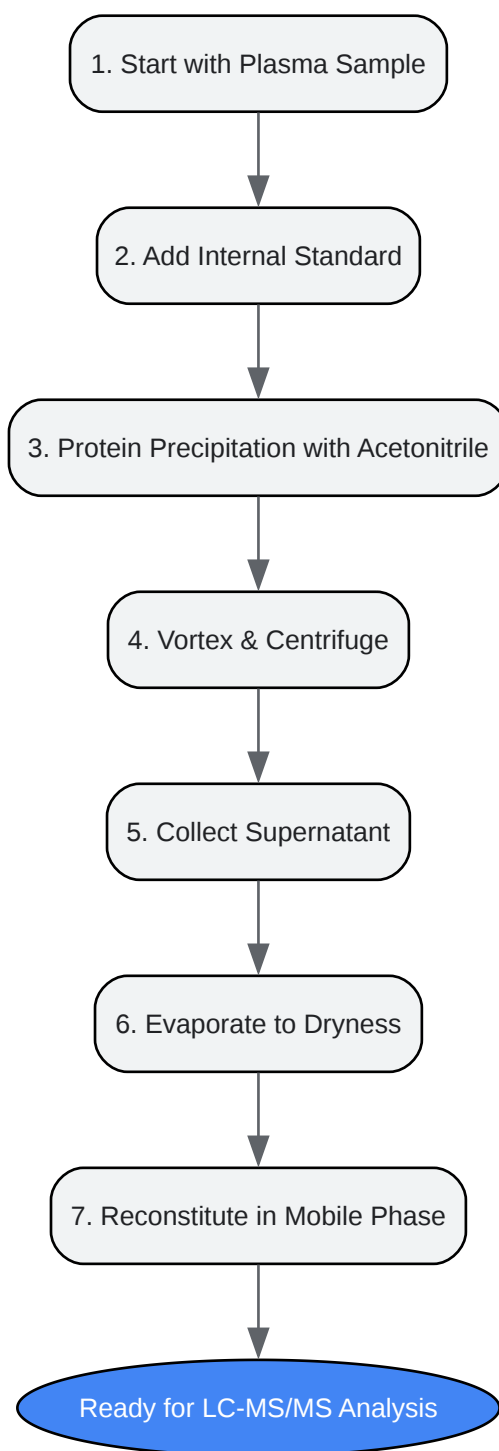 1. Start with Plasma Sample
2. Add Internal Standard
3. Protein Precipitation with Acetonitrile
4. Vortex & Centrifuge
5. Collect Supernatant
6. Evaporate to Dryness
7. Reconstitute in Mobile Phase
Ready for LC-MS/MS Analysis